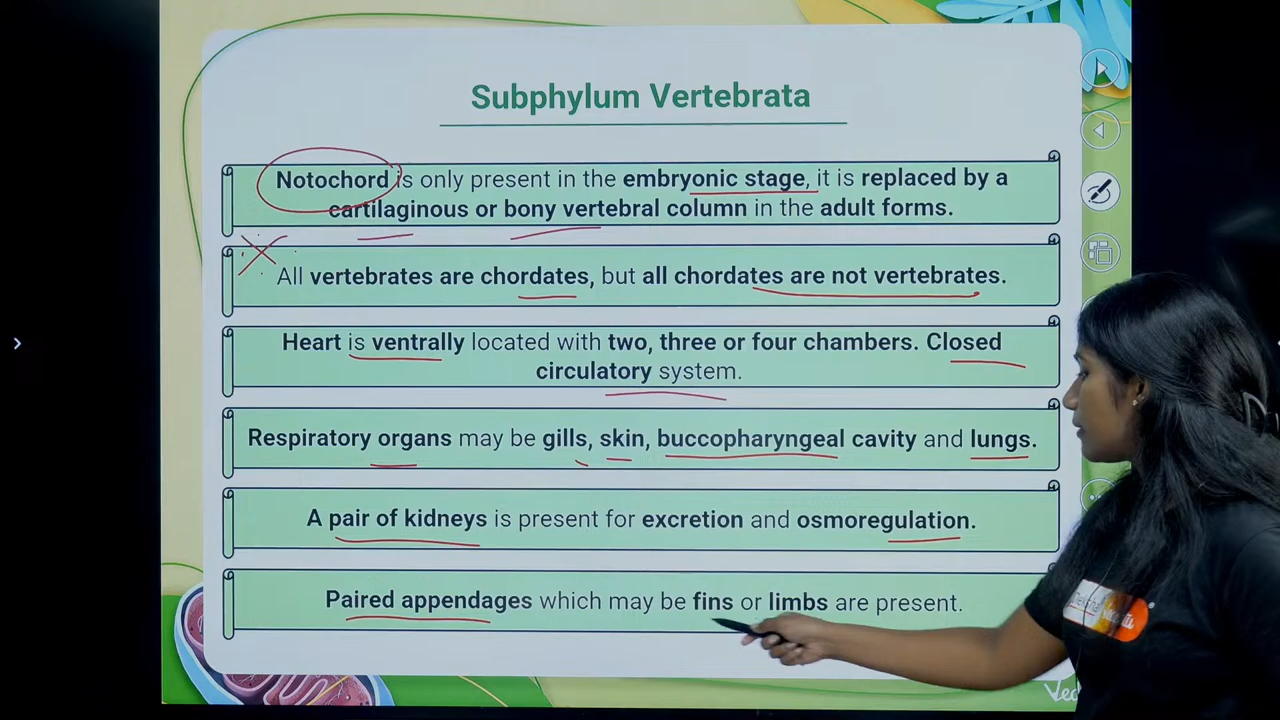 Subphylum Vertebrata
Notochord is only present in the embryonic stage, it is replaced by a
cartilaginous or bony vertebral column in the adult forms.
All vertebrates are chordates, but all chordates are not vertebrates.
Heart is ventrally located with two, three or four chambers. Closed
circulatory system.
Respiratory organs may be gills, skin, buccopharyngeal cavity and lungs.
A pair of kidneys is present for excretion and osmoregulation.
Paired appendages which may be fins or limbs are present.